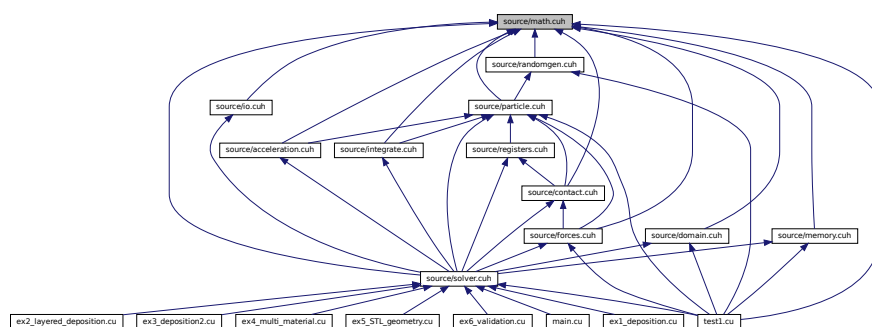 source/math.cuh
source/randomgen.cuh
source/io.cuh
source/particle.cuh
source/acceleration.cuh
source/integrate.cuh
source/registers.cuh
source/contact.cuh
source/forces.cuh
source/domain.cuh
source/memory.cuh
source/solver.cuh
ex2_layered_deposition.cu
ex3_deposition2.cu
ex4_multi_material.cu
ex5_STL_geometry.cu
ex6_validation.cu
main.cu
ex1_deposition.cu
test1.cu